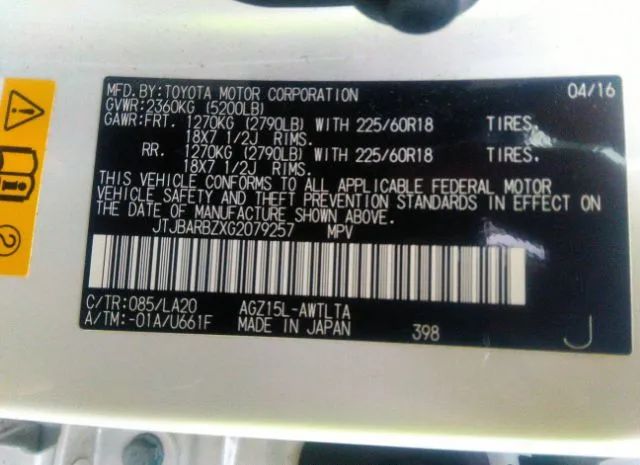 MFD.BY:TOYOTA MOTOR CORPORATION 04/16
GVWR:2360KG (5200LB)
GAWR:FRT. 1270KG (2790LB) WITH 225/60R18 TIRES.
18X7 1/2J RIMS.
RR. 1270KG (2790LB) WITH 225/60R18 TIRES.
18X7 1/2J RIMS.
THIS VEHICLE CONFORMS TO ALL APPLICABLE FEDERAL MOTOR
VEHICLE SAFETY AND THEFT PREVENTION STANDARDS IN EFFECT ON
THE DATE OF MANUFACTURE SHOWN ABOVE.
JTJBARBZXG2079257 MPV
C/TR:085/LA20 AGZ15L-AWTLTA
A/TM:-01A/U661F MADE IN JAPAN 398 J
2